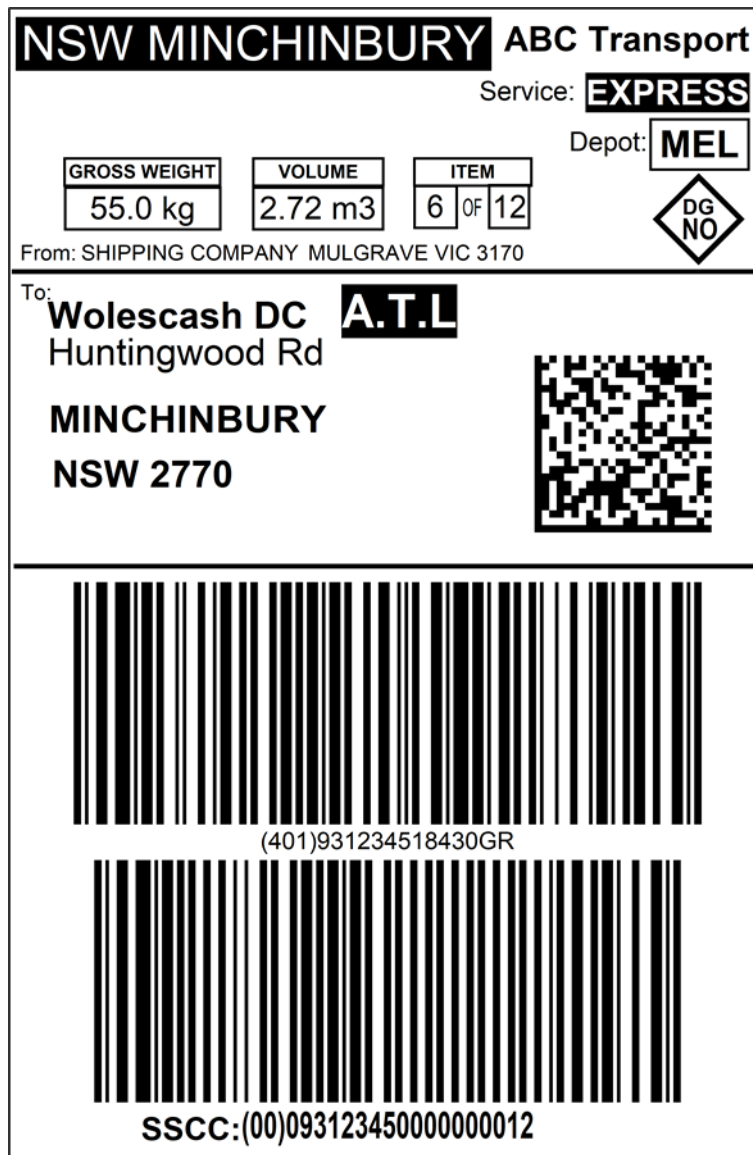 NSW MINCHINBURY ABC Transport
Service: EXPRESS
Depot: MEL
GROSS WEIGHT VOLUME ITEM
55.0 kg 2.72 m3 6 OF 12
DG
NO
From: SHIPPING COMPANY MULGRAVE VIC 3170
To:
Wolescash DC A.T.L
Huntingwood Rd
MINCHINBURY
NSW 2770
(401)931234518430GR
SSCC:(00)093123450000000012